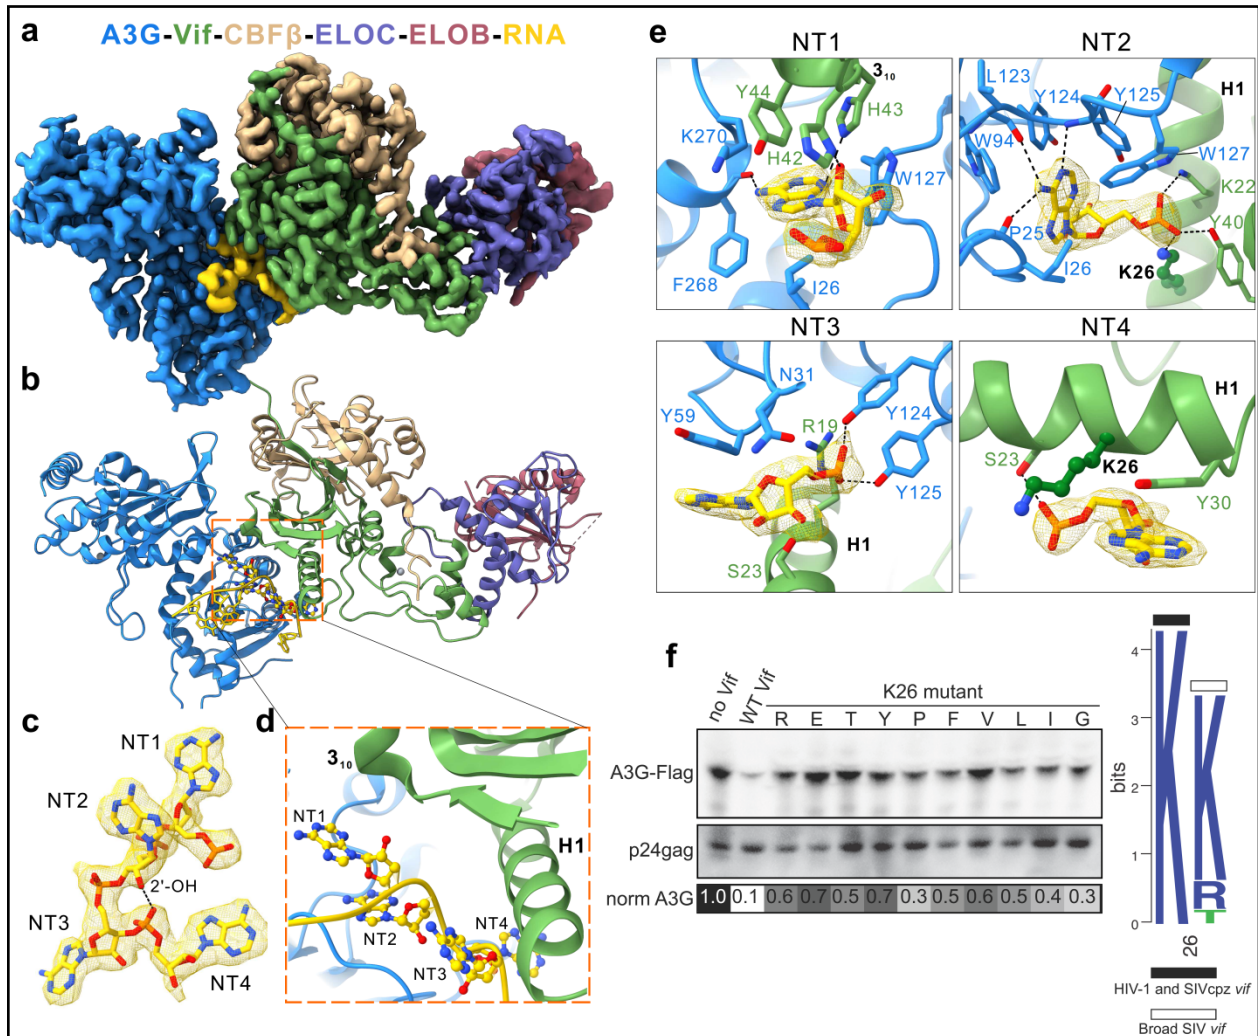 a
A3G-Vif-CBFβ-ELOC-ELOB-RNA
b
c
NT1
NT2
2'-OH
NT3
NT4
d
3₁₀
NT1
H1
NT2
NT4
NT3
e
NT1
3₁₀
Y44
H43
K270
H42
W127
F268
I26
NT2
L123
Y124
Y125
H1
W94
W127
K22
P25
Y40
I26
K26
NT3
N31
Y59
R19
Y124
Y125
H1
S23
NT4
H1
S23
K26
Y30
f
no Vif
WT Vif
K26 mutant
R E T Y P F V L I G
A3G-Flag
p24gag
norm A3G 1.0 0.1 0.6 0.7 0.5 0.7 0.3 0.5 0.6 0.5 0.4 0.3
bits
4
3
2
1
0
K
K
R
T
26
HIV-1 and SIVcpz vif
Broad SIV vif